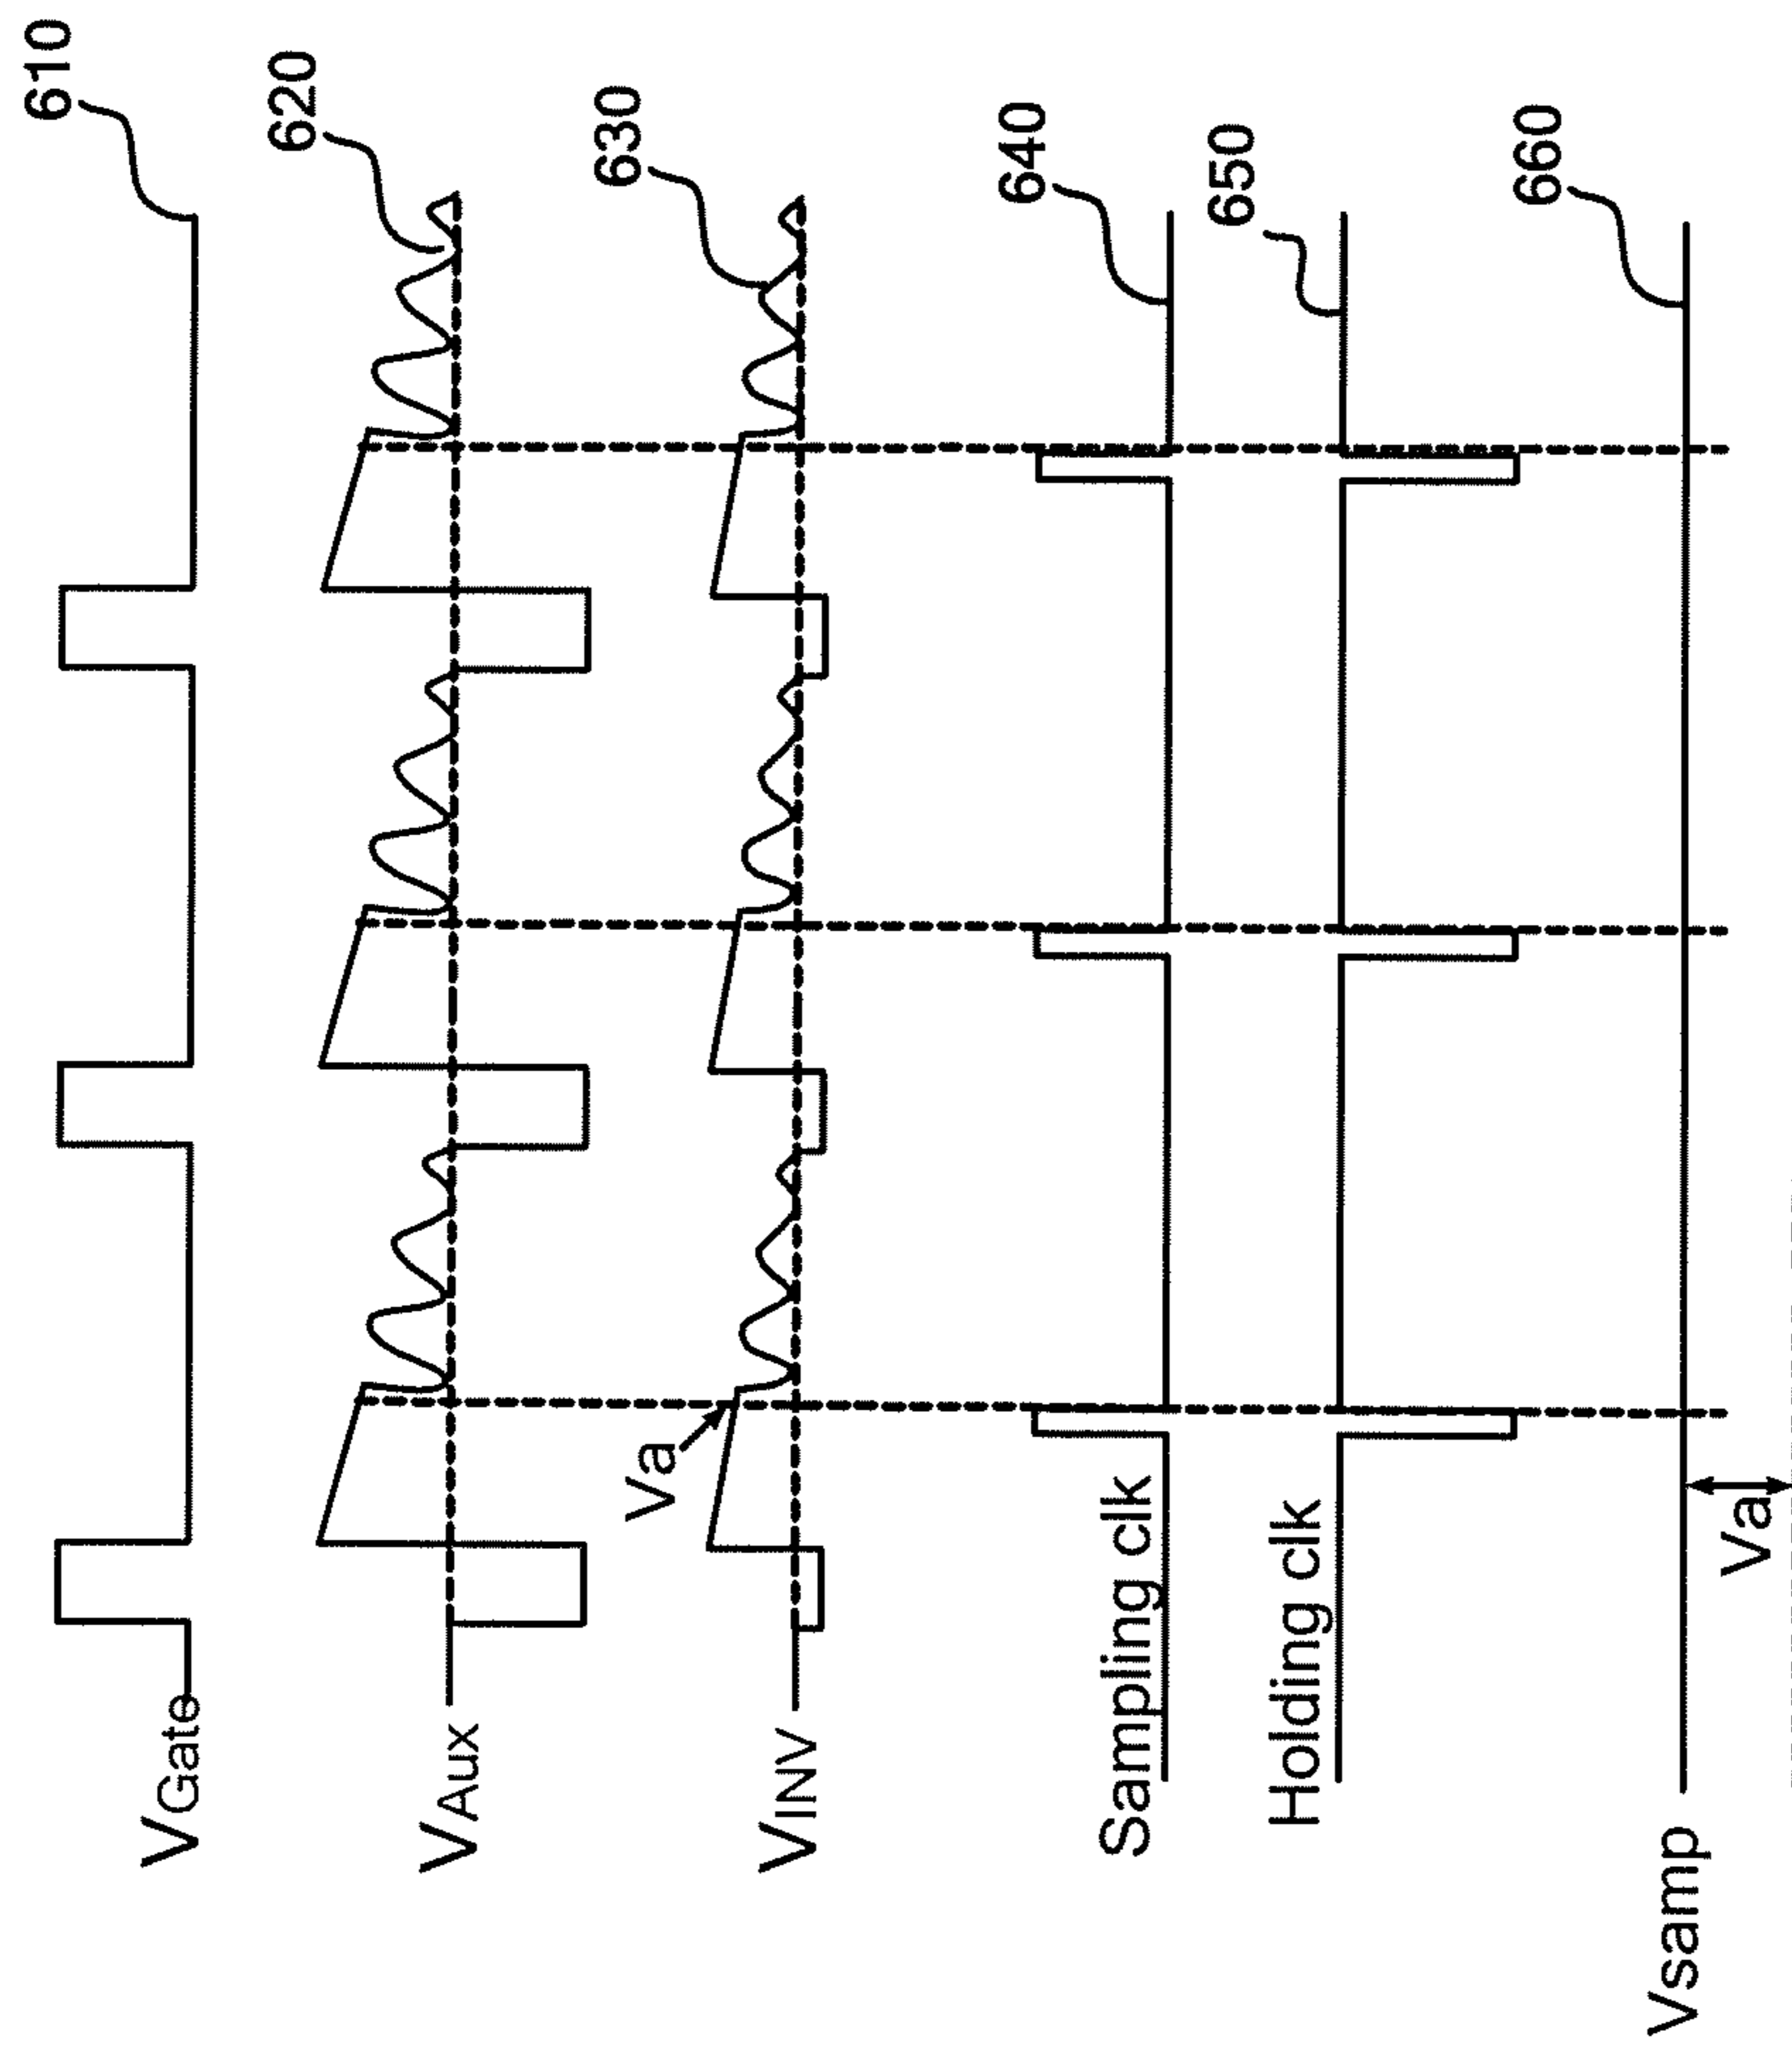 VGate
610
VAux
620
VINV
630
Va
Sampling clk
640
Holding clk
650
Vsamp
660
Va